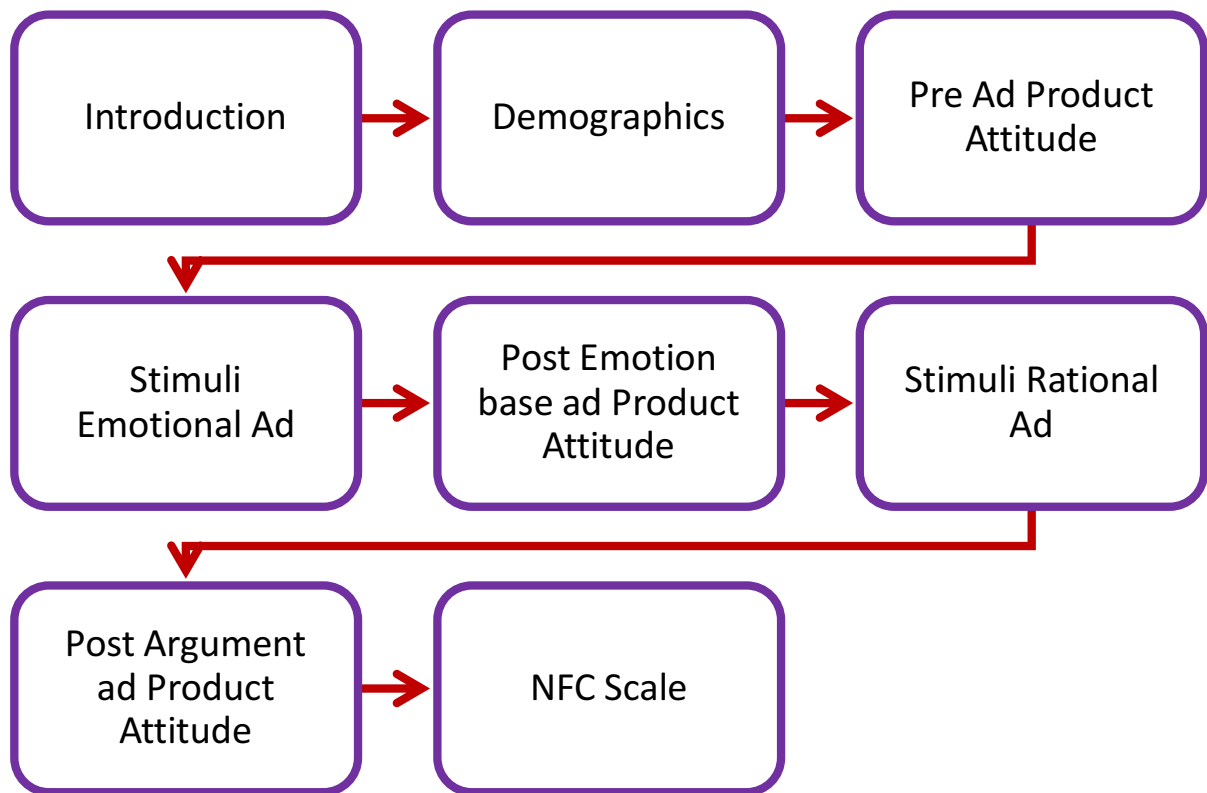 Introduction
Demographics
Pre Ad Product
Attitude
Stimuli
Emotional Ad
Post Emotion
base ad Product
Attitude
Stimuli Rational
Ad
Post Argument
ad Product
Attitude
NFC Scale